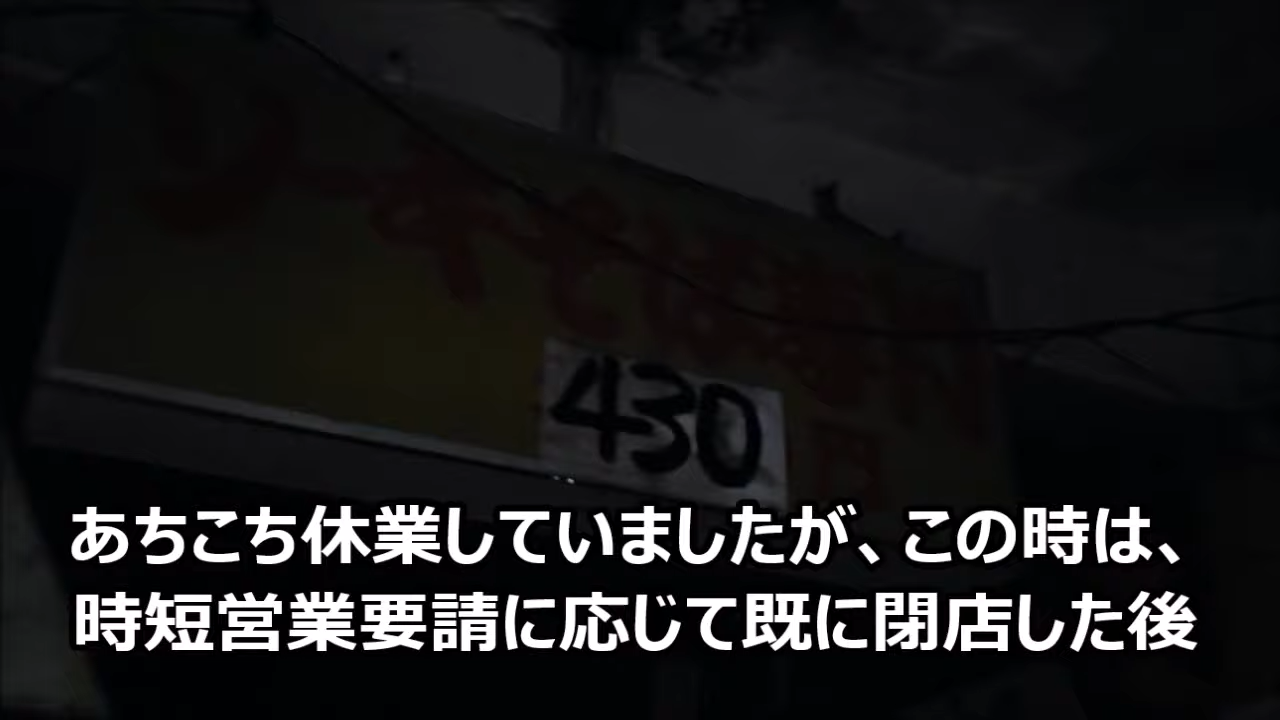 430
あちこち休業していましたが、この時は、
時短営業要請に応じて既に閉店した後